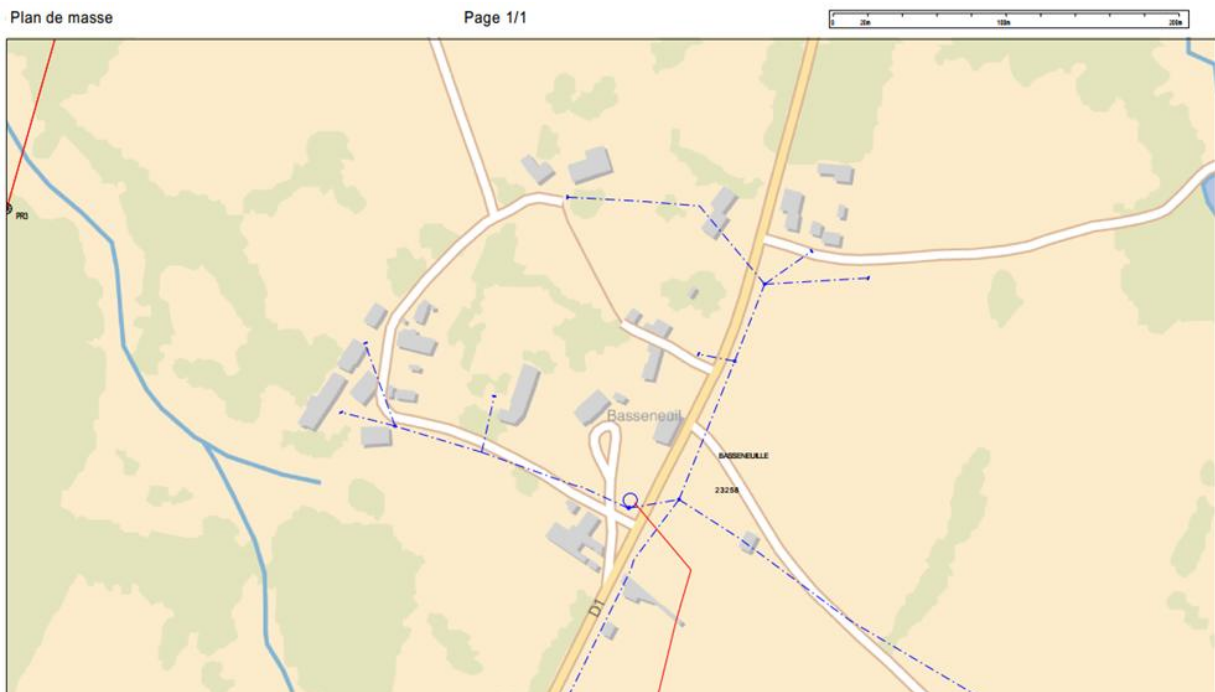 Plan de masse
Page 1/1
0 20m 100m 200m
PR3
Basseneuil
BASSENEUILLE
23258
D1